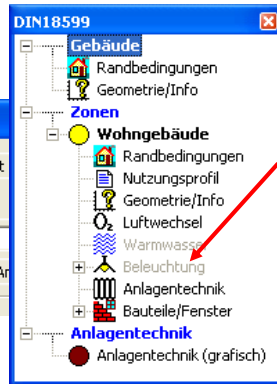 DIN18599
Gebäude
Randbedingungen
Geometrie/Info
Zonen
Wohngebäude
Randbedingungen
Nutzungsprofil
Geometrie/Info
O₂ Luftwechsel
Warmwasser
Beleuchtung
Anlagentechnik
Bauteile/Fenster
Anlagentechnik
Anlagentechnik (grafisch)